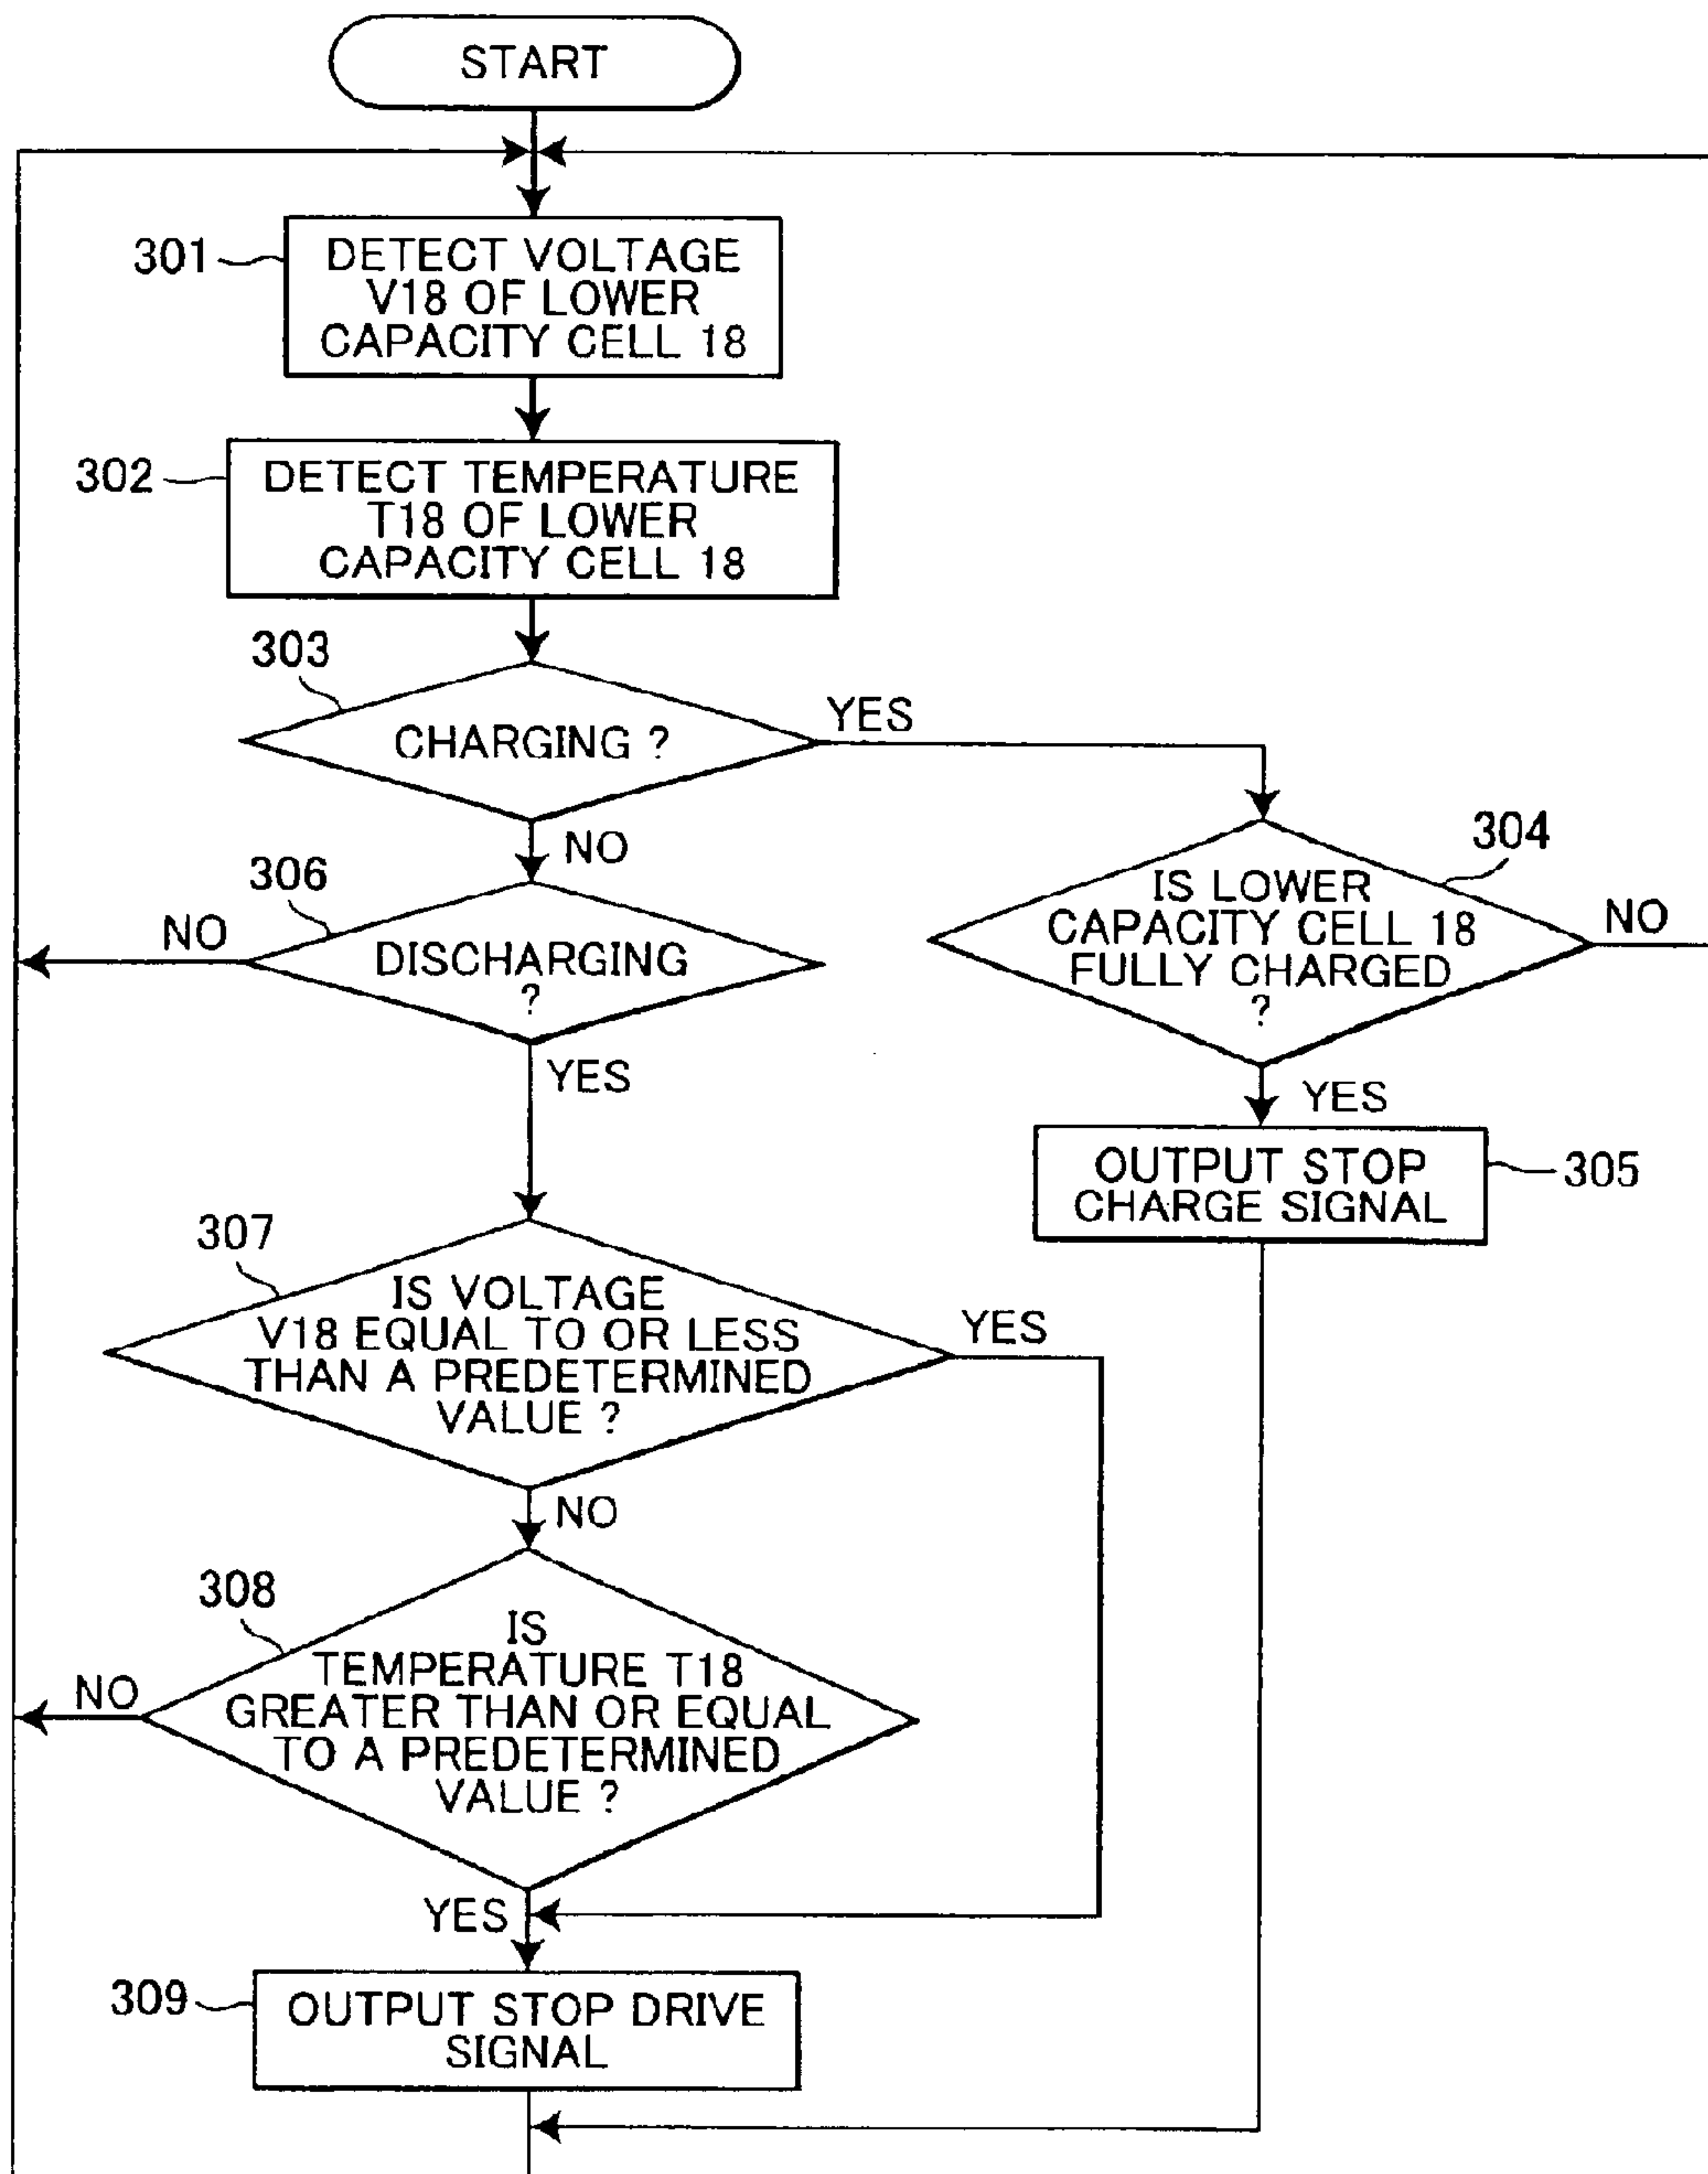 START
301
DETECT VOLTAGE
V18 OF LOWER
CAPACITY CELL 18
302
DETECT TEMPERATURE
T18 OF LOWER
CAPACITY CELL 18
303
CHARGING ?
YES
NO
304
IS LOWER
CAPACITY CELL 18
FULLY CHARGED
?
NO
YES
OUTPUT STOP
CHARGE SIGNAL
305
306
NO
DISCHARGING
?
YES
307
IS VOLTAGE
V18 EQUAL TO OR LESS
THAN A PREDETERMINED
VALUE ?
YES
NO
308
IS
TEMPERATURE T18
GREATER THAN OR EQUAL
TO A PREDETERMINED
VALUE ?
NO
YES
309
OUTPUT STOP DRIVE
SIGNAL